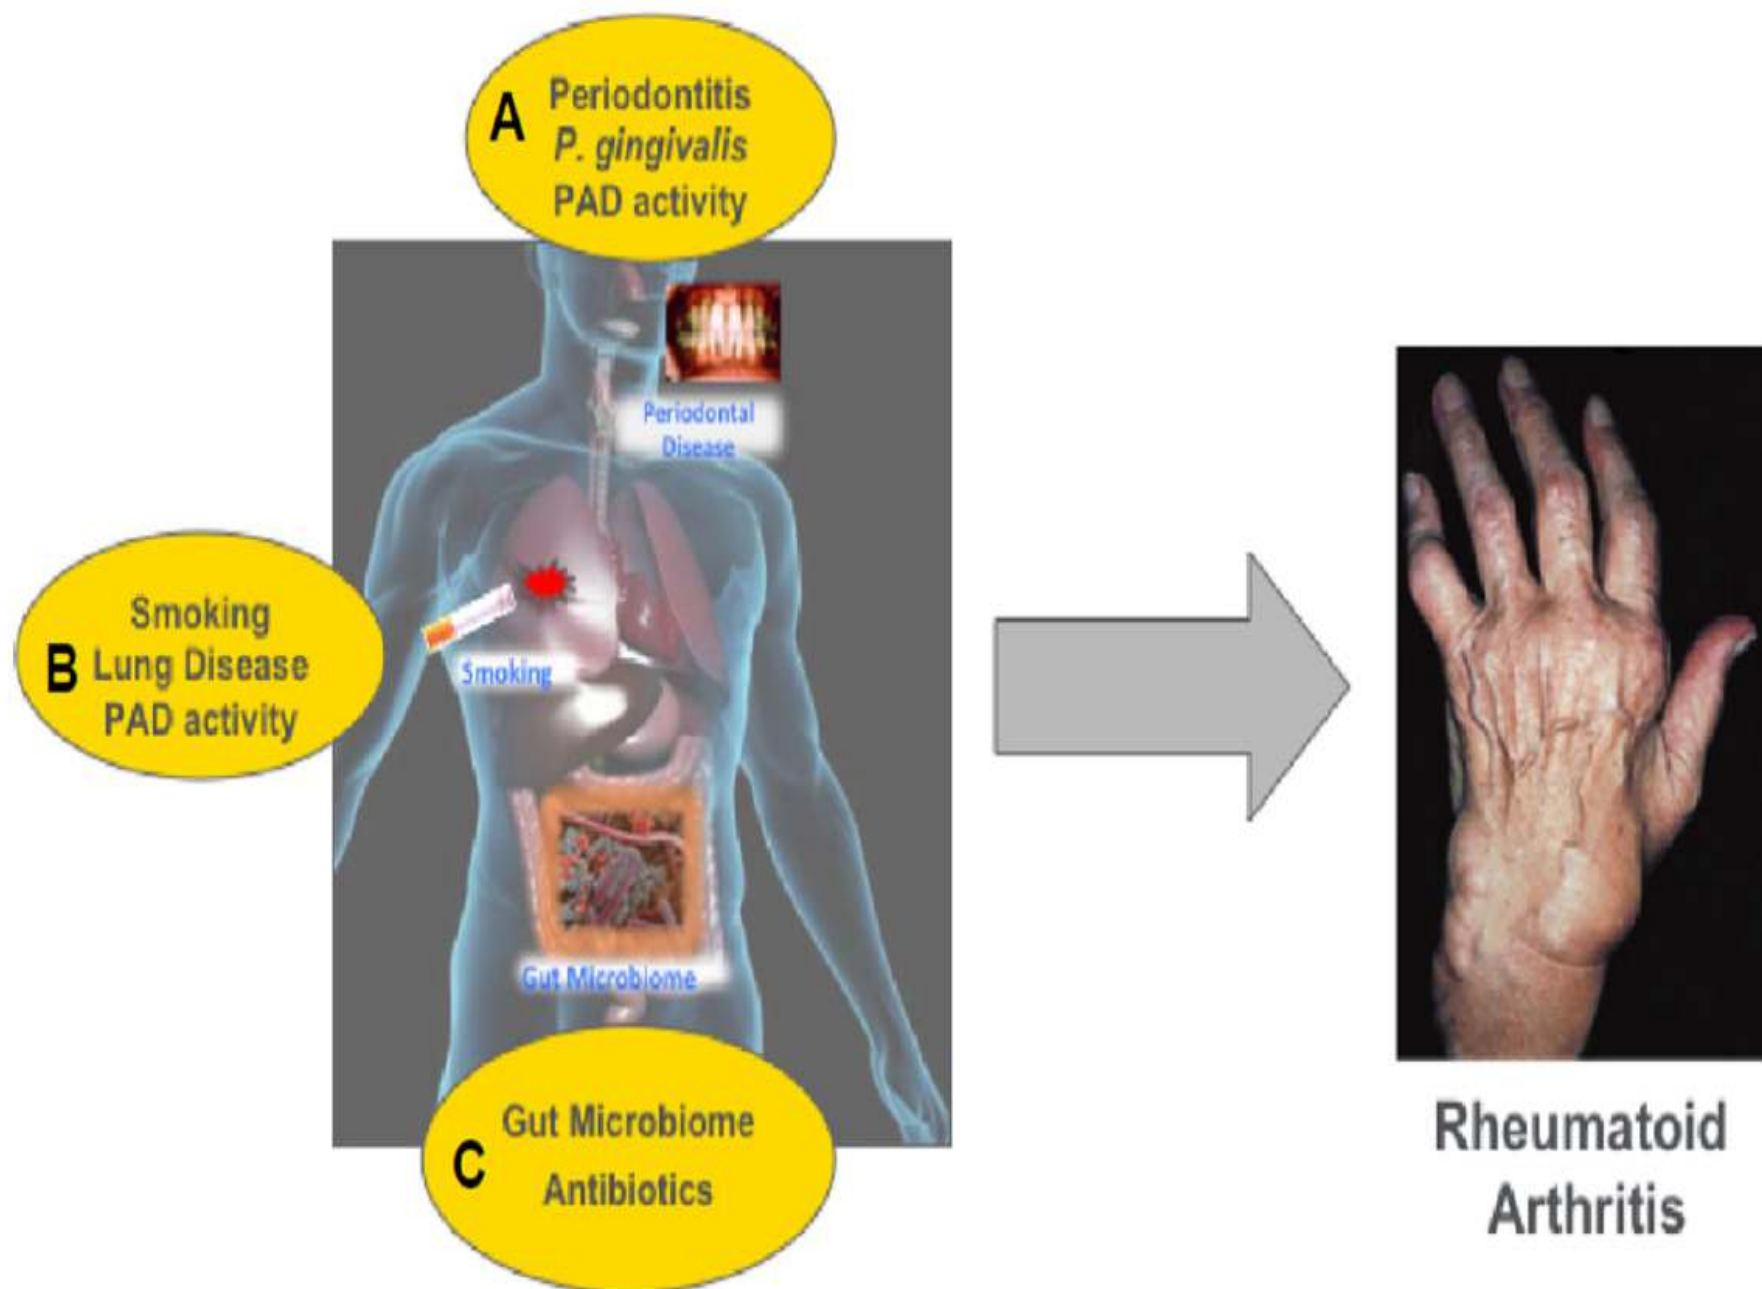 A
Periodontitis
P. gingivalis
PAD activity
Periodontal
Disease
B
Smoking
Lung Disease
PAD activity
Smoking
Gut Microbiome
C
Gut Microbiome
Antibiotics
Rheumatoid
Arthritis